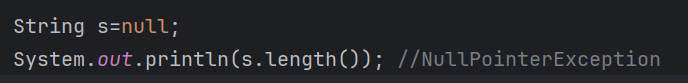 String s=null;
System.out.println(s.length()); //NullPointerException